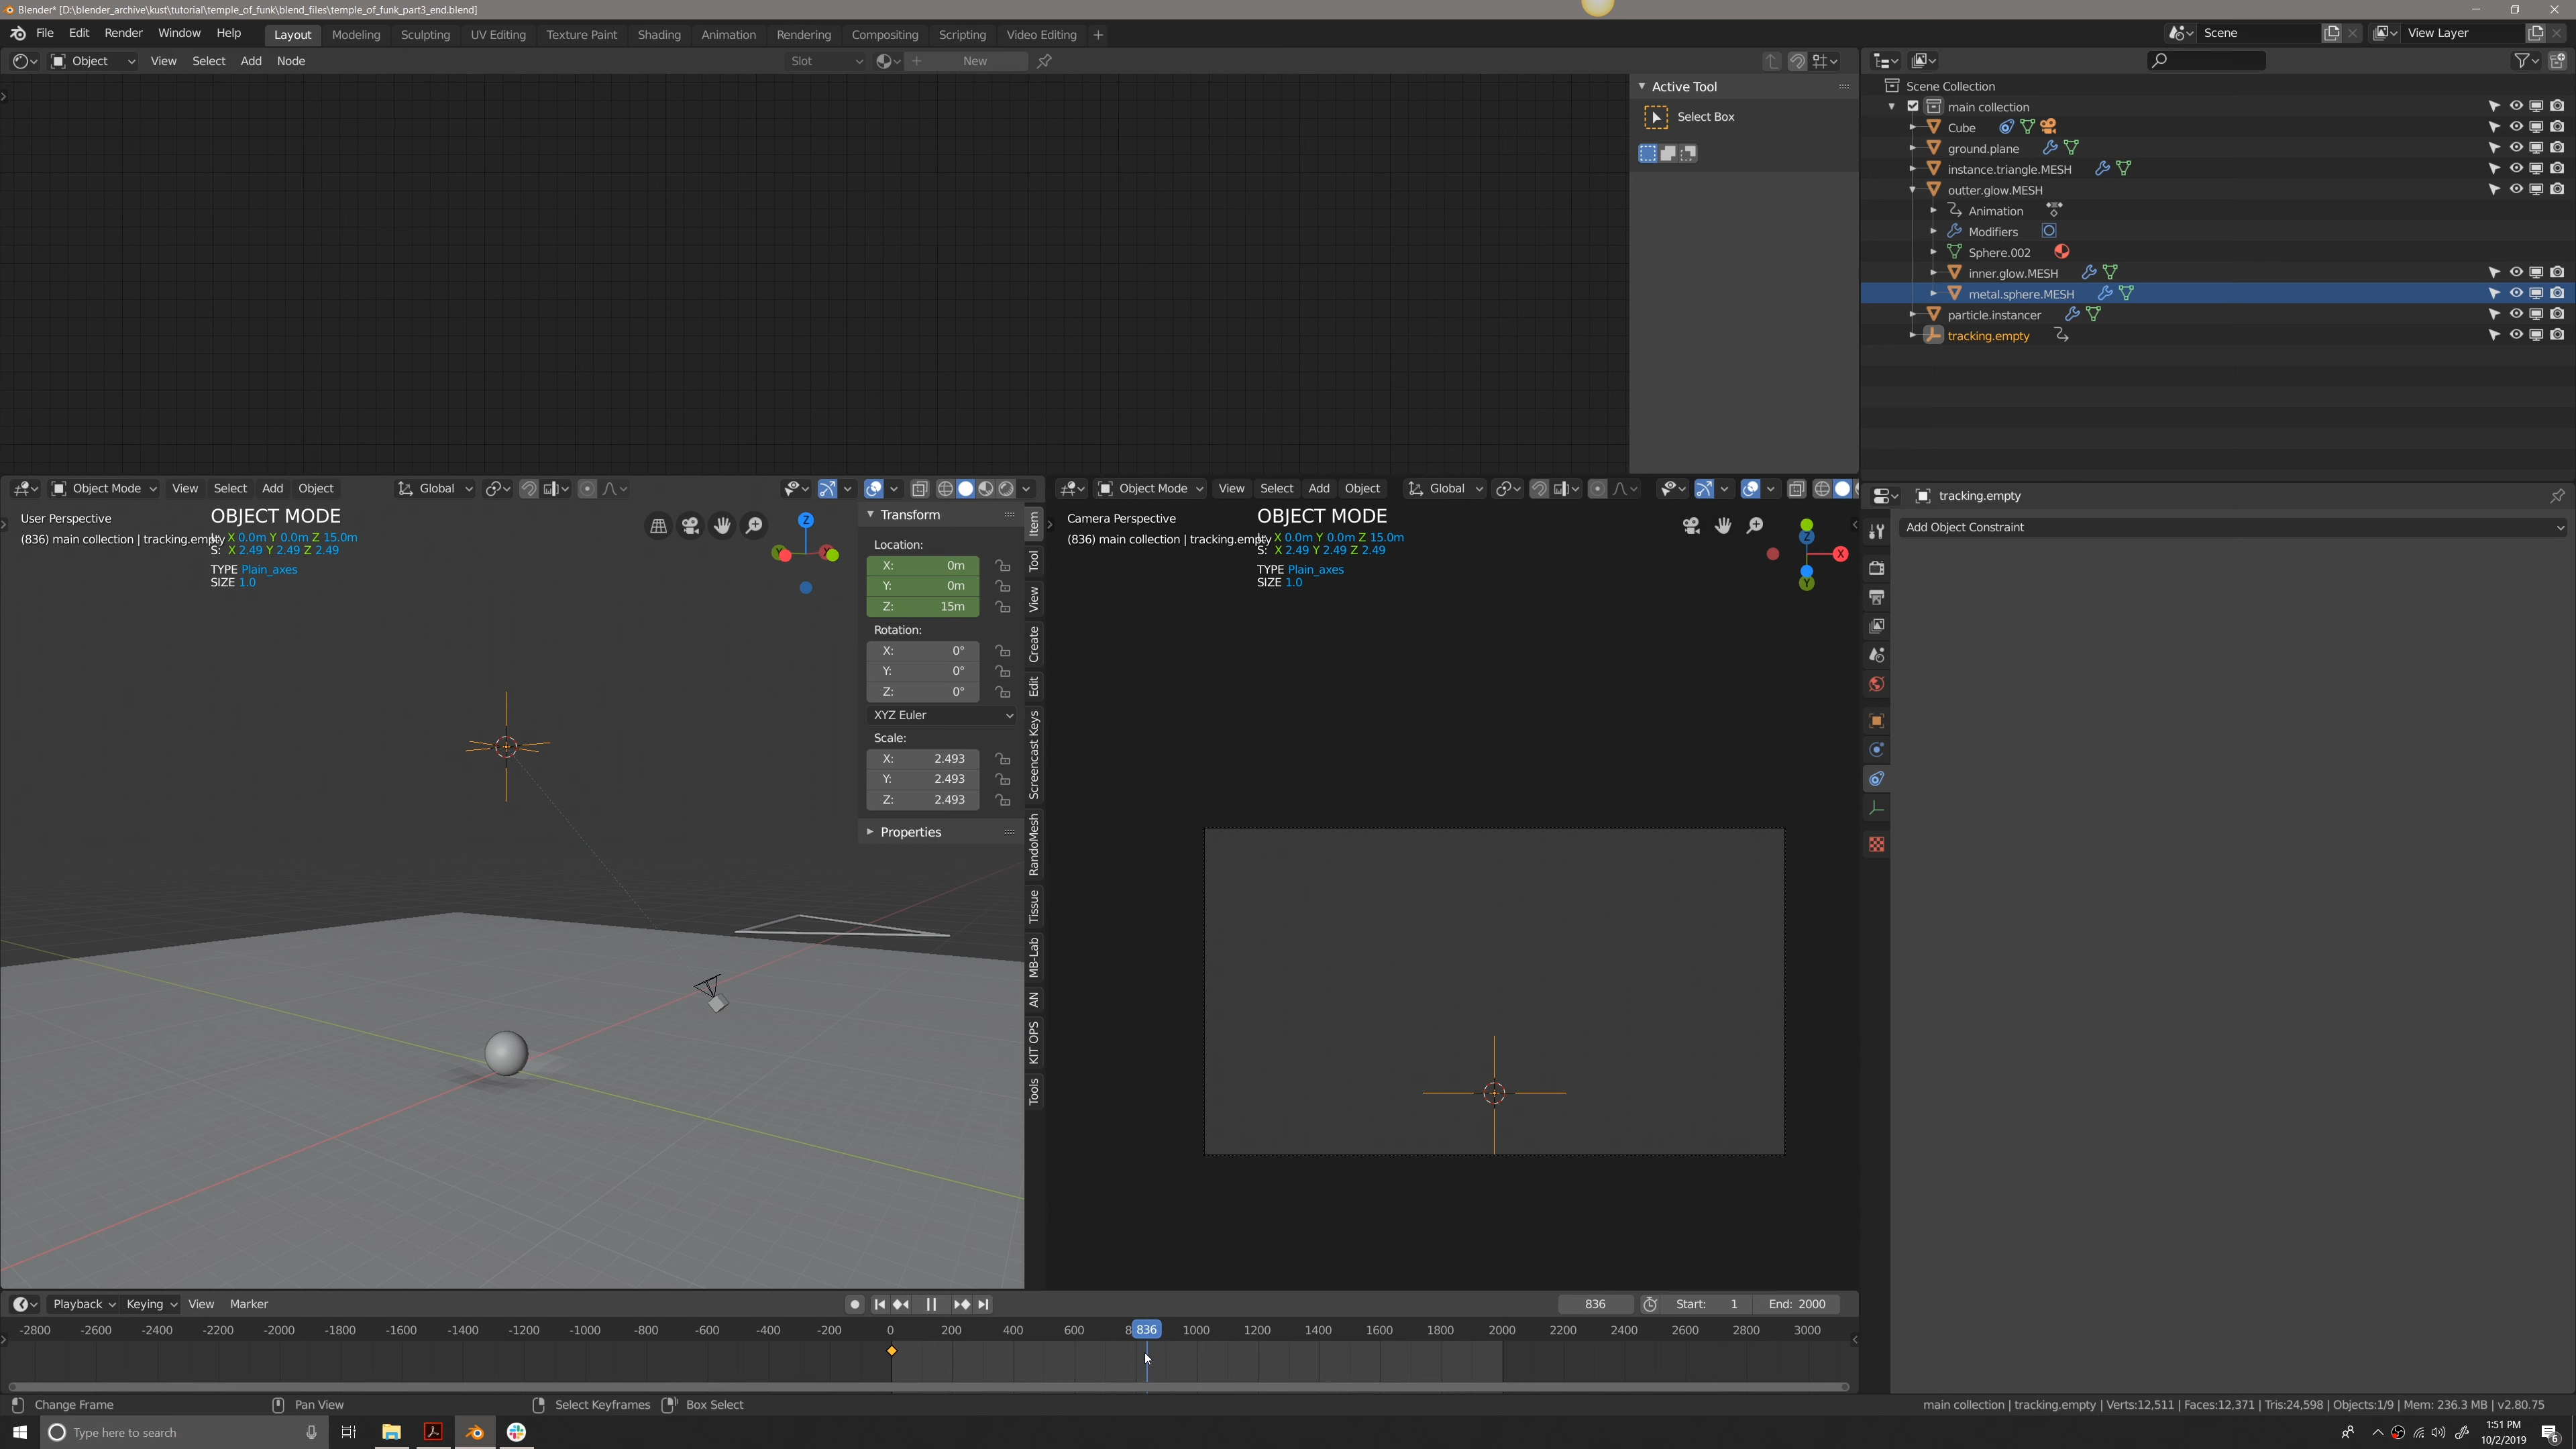 Blender* [D:\blender_archive\kust\tutorial\temple_of_funk\blend_files\temple_of_funk_part3_end.blend]
File Edit Render Window Help Layout Modeling Sculpting UV Editing Texture Paint Shading Animation Rendering Compositing Scripting Video Editing + Scene View Layer
Object View Select Add Node Slot New
Active Tool
Select Box
Scene Collection
main collection
Cube
ground.plane
instance.triangle.MESH
outter.glow.MESH
Animation
Modifiers
Sphere.002
inner.glow.MESH
metal.sphere.MESH
particle.instancer
tracking.empty
Object Mode View Select Add Object Global
User Perspective
(836) main collection | tracking.empty
OBJECT MODE
X 0.0m Y 0.0m Z 15.0m
S: X 2.49 Y 2.49 Z 2.49
TYPE Plain_axes
SIZE 1.0
Transform
Location:
X: 0m
Y: 0m
Z: 15m
Rotation:
X: 0°
Y: 0°
Z: 0°
XYZ Euler
Scale:
X: 2.493
Y: 2.493
Z: 2.493
Properties
Item
Tool
View
Create
Edit
Screencast Keys
RandoMesh
Tissue
MB-Lab
AN
KIT OPS
Tools
Object Mode View Select Add Object Global
Camera Perspective
(836) main collection | tracking.empty
OBJECT MODE
X 0.0m Y 0.0m Z 15.0m
S: X 2.49 Y 2.49 Z 2.49
TYPE Plain_axes
SIZE 1.0
Z
X
Y
tracking.empty
Add Object Constraint
Playback Keying View Marker 836 Start: 1 End: 2000
-2800 -2600 -2400 -2200 -2000 -1800 -1600 -1400 -1200 -1000 -800 -600 -400 -200 0 200 400 600 8 836 1000 1200 1400 1600 1800 2000 2200 2400 2600 2800 3000
Change Frame Pan View Select Keyframes Box Select main collection | tracking.empty | Verts:12,511 | Faces:12,371 | Tris:24,598 | Objects:1/9 | Mem: 236.3 MB | v2.80.75
Type here to search
1:51 PM
10/2/2019
6